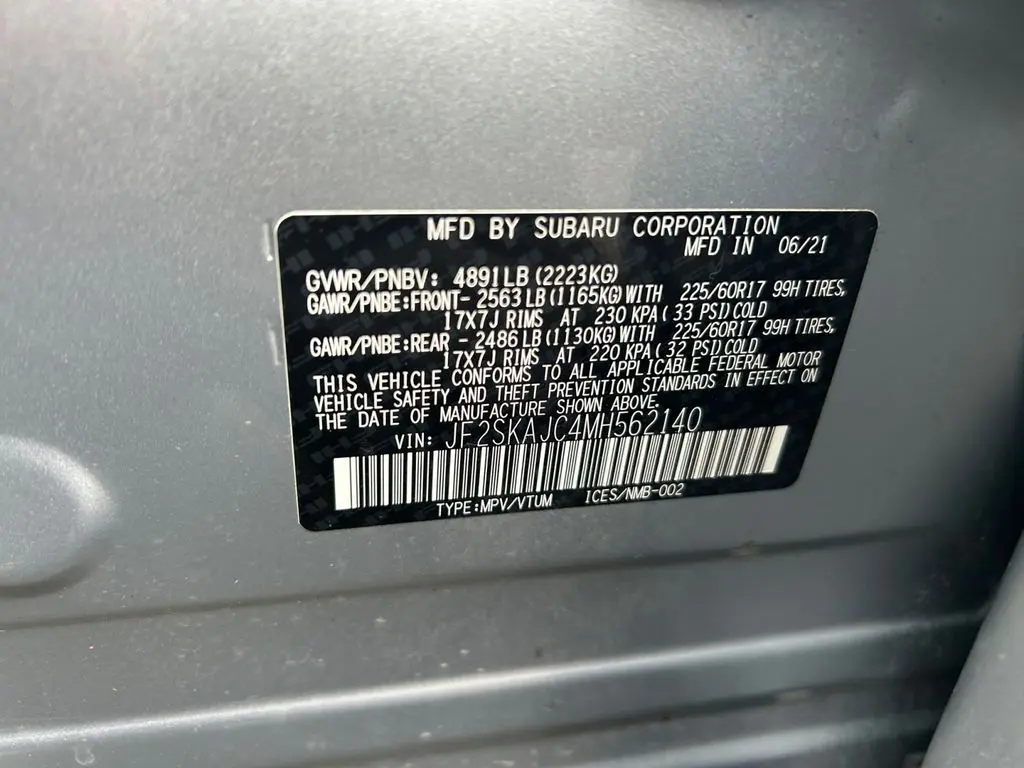 MFD BY SUBARU CORPORATION
MFD IN 06/21
GVWR/PNBV: 4891LB(2223KG)
GAWR/PNBE:FRONT- 2563LB(1165KG)WITH 225/60R17 99H TIRES,
17X7J RIMS AT 230 KPA( 33 PSI)COLD
GAWR/PNBE:REAR - 2486LB(1130KG)WITH 225/60R17 99H TIRES,
17X7J RIMS AT 220 KPA( 32 PSI)COLD
THIS VEHICLE CONFORMS TO ALL APPLICABLE FEDERAL MOTOR
VEHICLE SAFETY AND THEFT PREVENTION STANDARDS IN EFFECT ON
THE DATE OF MANUFACTURE SHOWN ABOVE.
VIN: JF2SKAJC4MH562140
TYPE:MPV/VTUM ICES/NMB-002